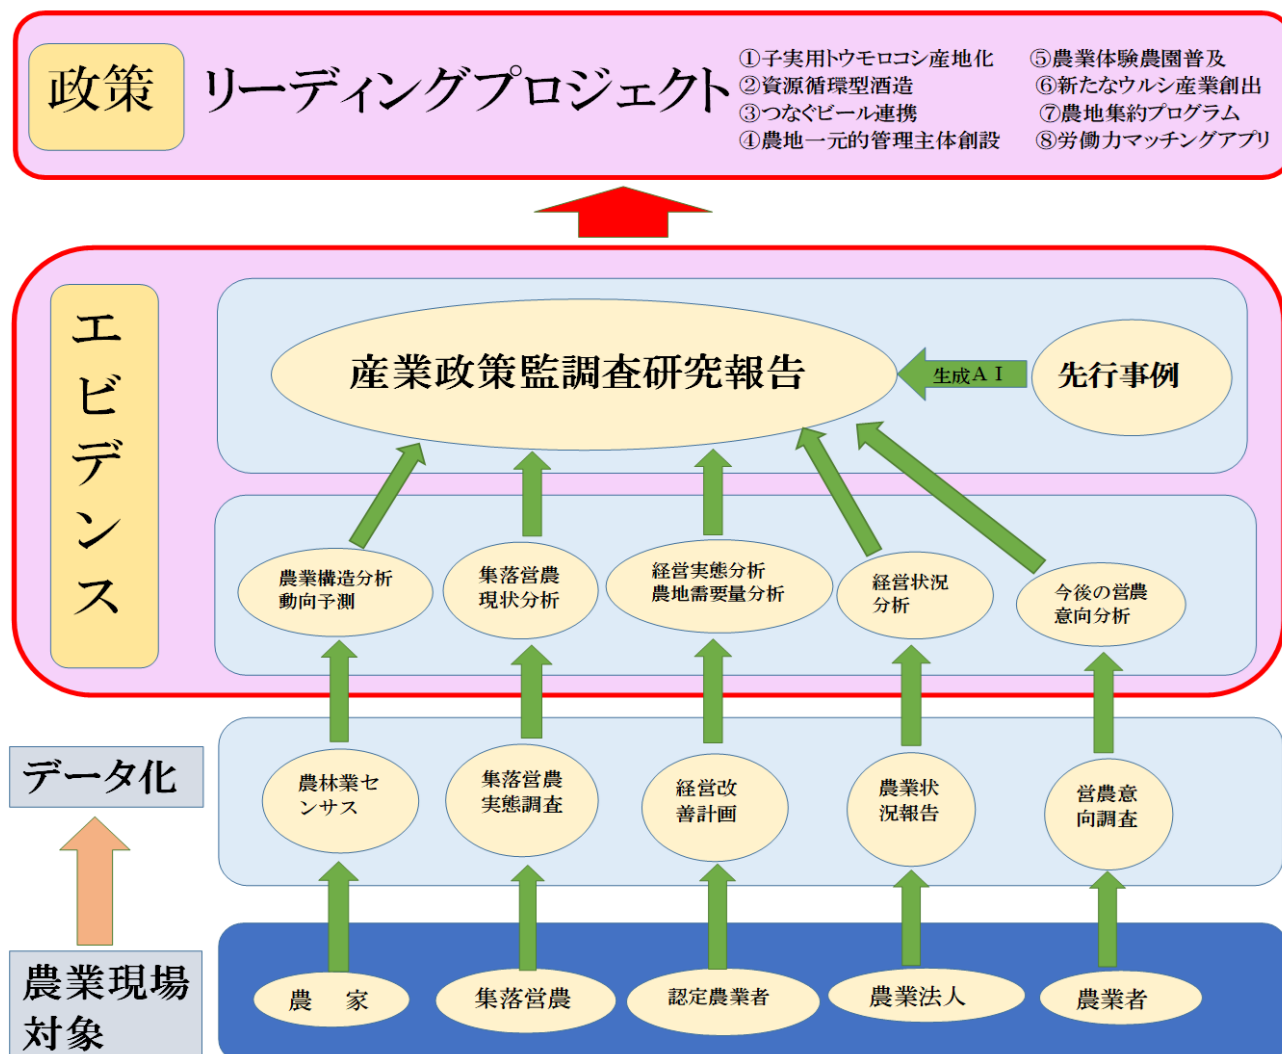 政策
リーディングプロジェクト
①子実用トウモロコシ産地化
②資源循環型酒造
③つなぐビール連携
④農地一元的管理主体創設
⑤農業体験農園普及
⑥新たなウルシ産業創出
⑦農地集約プログラム
⑧労働力マッチングアプリ
エビデンス
産業政策監調査研究報告
生成AI
先行事例
農業構造分析
動向予測
集落営農
現状分析
経営実態分析
農地需要量分析
経営状況
分析
今後の営農
意向分析
データ化
農林業セ
ンサス
集落営農
実態調査
経営改
善計画
農業状
況報告
営農意
向調査
農業現場
対象
農 家
集落営農
認定農業者
農業法人
農業者